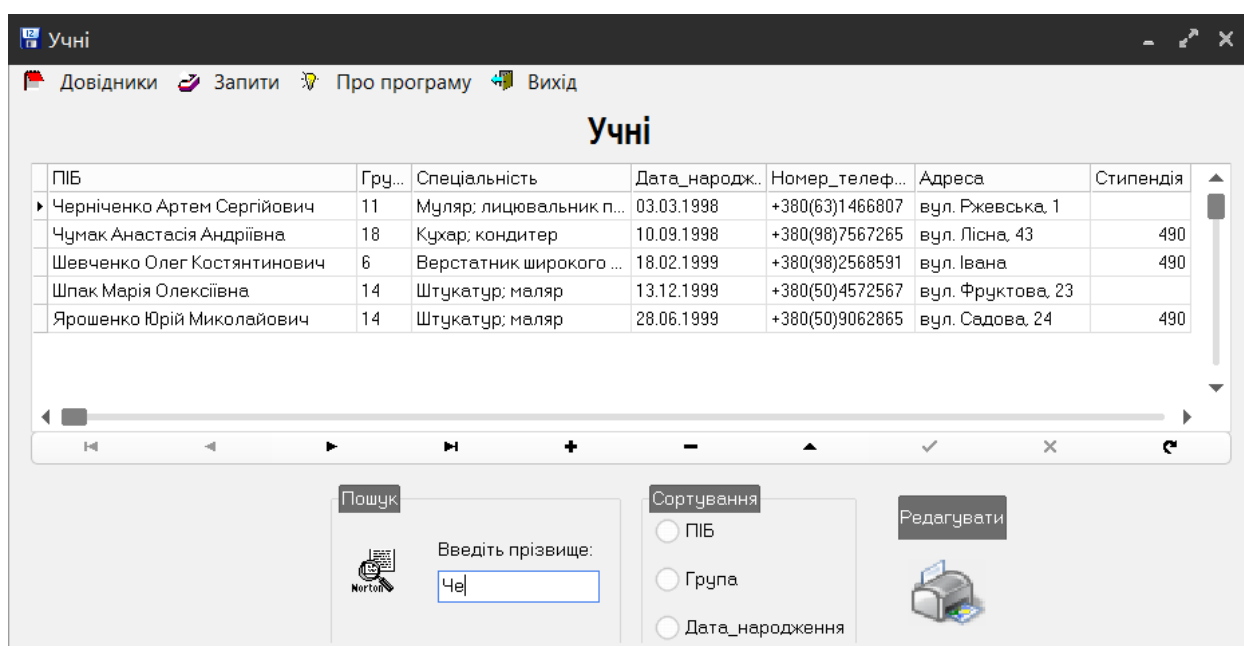 Учні
Довідники Запити Про програму Вихід
Учні
ПІБ Гру... Спеціальність Дата_народж.. Номер_телеф... Адреса Стипендія
Черніченко Артем Сергійович 11 Муляр; лицювальник п... 03.03.1998 +380(63)1466807 вул. Ржевська, 1
Чумак Анастасія Андріївна 18 Кухар; кондитер 10.09.1998 +380(98)7567265 вул. Лісна, 43 490
Шевченко Олег Костянтинович 6 Верстатник широкого ... 18.02.1999 +380(98)2568591 вул. Івана 490
Шпак Марія Олексіївна 14 Штукатур; маляр 13.12.1999 +380(50)4572567 вул. Фруктова, 23
Ярошенко Юрій Миколайович 14 Штукатур; маляр 28.06.1999 +380(50)9062865 вул. Садова, 24 490
Пошук
Norton
Введіть прізвище:
Че
Сортування
ПІБ
Група
Дата_народження
Редагувати